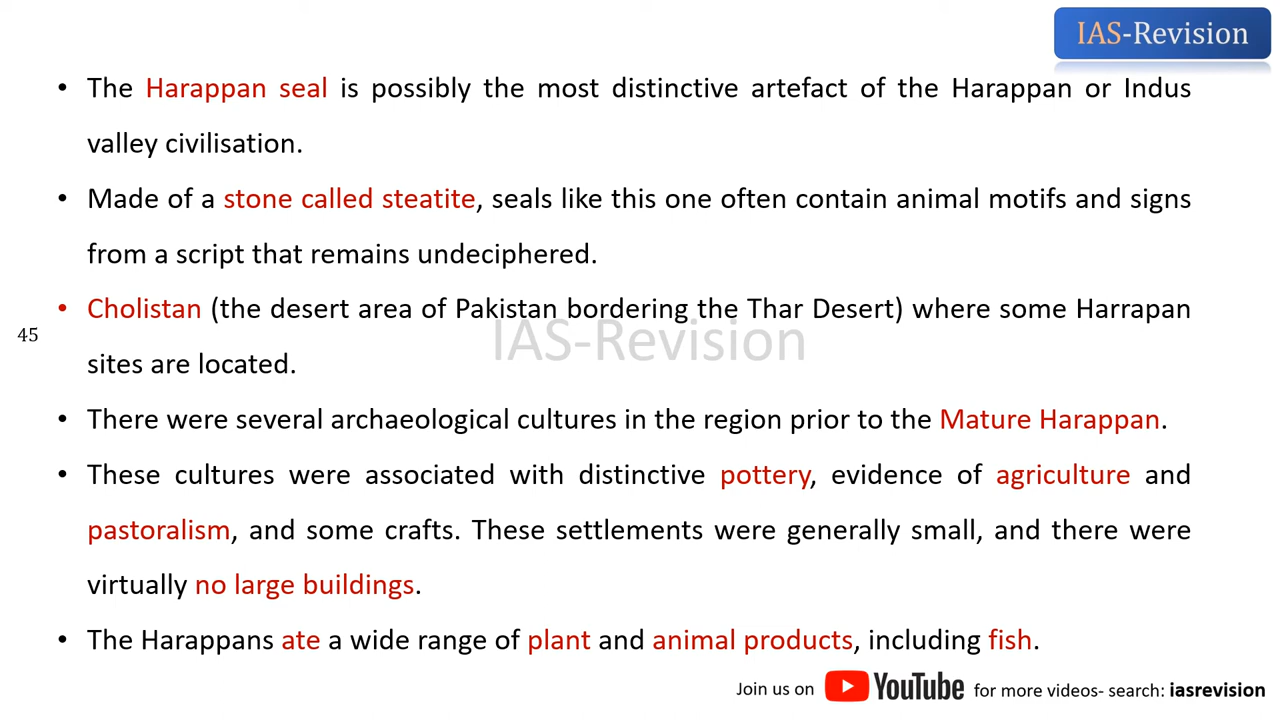 IAS-Revision
• The Harappan seal is possibly the most distinctive artefact of the Harappan or Indus
valley civilisation.
• Made of a stone called steatite, seals like this one often contain animal motifs and signs
from a script that remains undeciphered.
• Cholistan (the desert area of Pakistan bordering the Thar Desert) where some Harrapan
45
IAS-Revision
sites are located.
• There were several archaeological cultures in the region prior to the Mature Harappan.
• These cultures were associated with distinctive pottery, evidence of agriculture and
pastoralism, and some crafts. These settlements were generally small, and there were
virtually no large buildings.
• The Harappans ate a wide range of plant and animal products, including fish.
Join us on YouTube for more videos- search: iasrevision